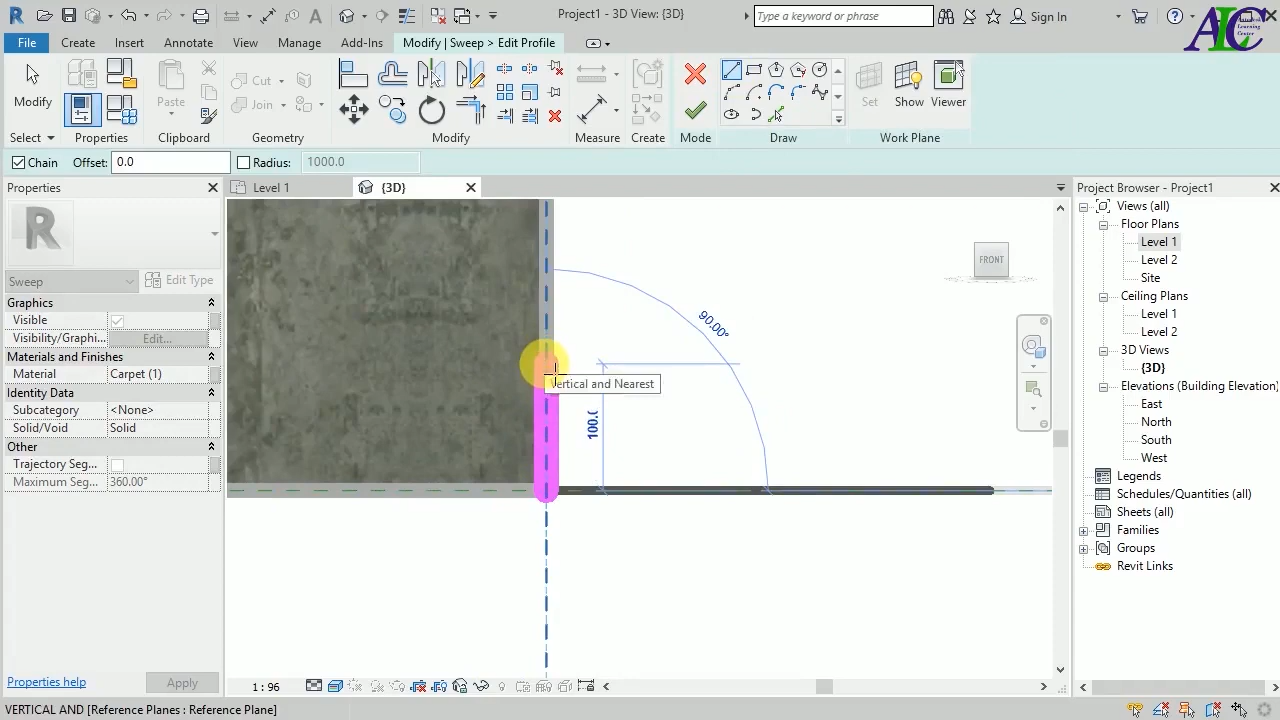 Project1 - 3D View: {3D}
Type a keyword or phrase
Sign In
ALC
File
Create
Insert
Annotate
View
Manage
Add-Ins
Modify | Sweep > Edit Profile
Modify
Paste
Cut
Join
Set
Show
Viewer
Select
Properties
Clipboard
Geometry
Modify
Measure
Create
Mode
Draw
Work Plane
Chain
Offset:
0.0
Radius:
1000.0
Properties
Level 1
{3D}
Project Browser - Project1
Sweep
Edit Type
Graphics
Visible
Visibility/Graphi...
Edit...
Materials and Finishes
Material
Carpet (1)
Identity Data
Subcategory
<None>
Solid/Void
Solid
Other
Trajectory Seg...
Maximum Seg...
360.00°
Properties help
Apply
FRONT
90.00°
Vertical and Nearest
100.(
Views (all)
Floor Plans
Level 1
Level 2
Site
Ceiling Plans
Level 1
Level 2
3D Views
{3D}
Elevations (Building Elevation)
East
North
South
West
Legends
Schedules/Quantities (all)
Sheets (all)
Families
Groups
Revit Links
1 : 96
VERTICAL AND [Reference Planes : Reference Plane]